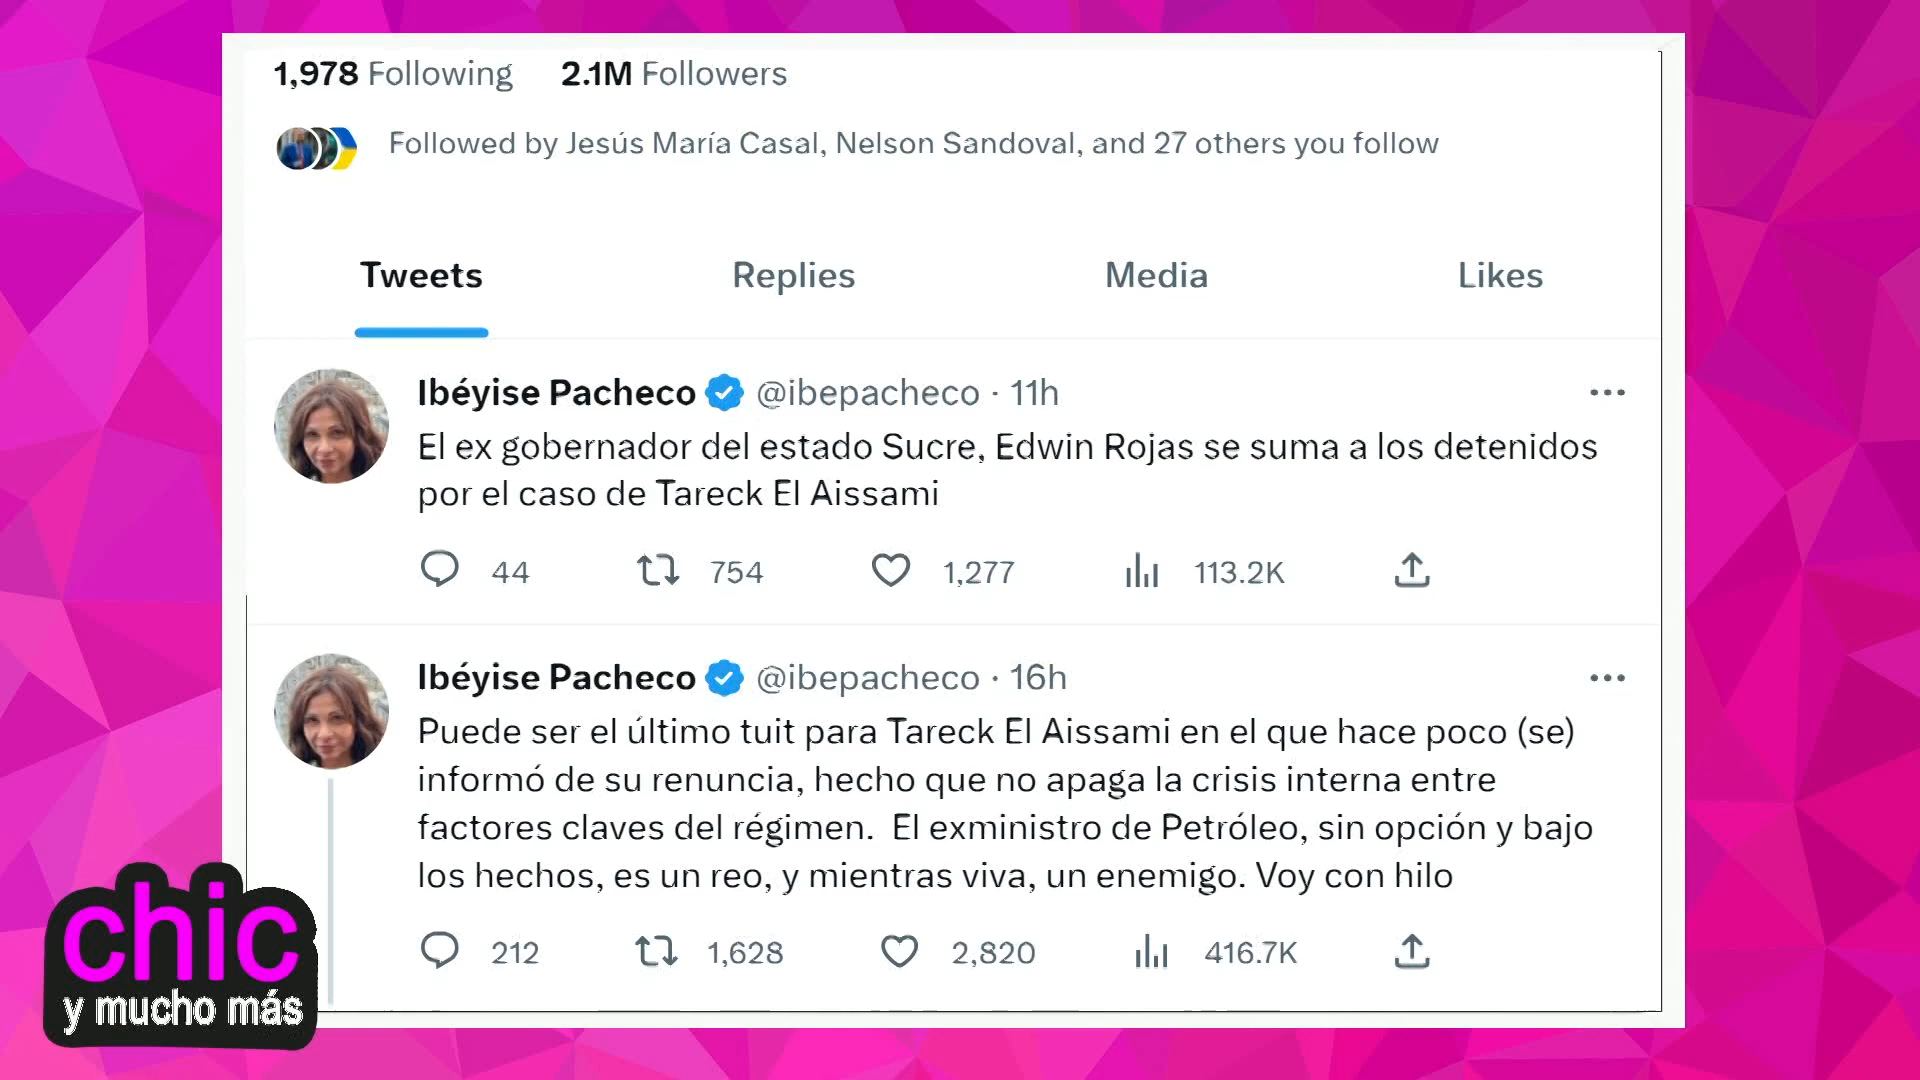 1,978 Following 2.1M Followers
Followed by Jesús María Casal, Nelson Sandoval, and 27 others you follow
Tweets Replies Media Likes
Ibéyise Pacheco @ibepacheco · 11h
El ex gobernador del estado Sucre, Edwin Rojas se suma a los detenidos
por el caso de Tareck El Aissami
44 754 1,277 113.2K
Ibéyise Pacheco @ibepacheco · 16h
Puede ser el último tuit para Tareck El Aissami en el que hace poco (se)
informó de su renuncia, hecho que no apaga la crisis interna entre
factores claves del régimen. El exministro de Petróleo, sin opción y bajo
los hechos, es un reo, y mientras viva, un enemigo. Voy con hilo
212 1,628 2,820 416.7K
chic
y mucho más